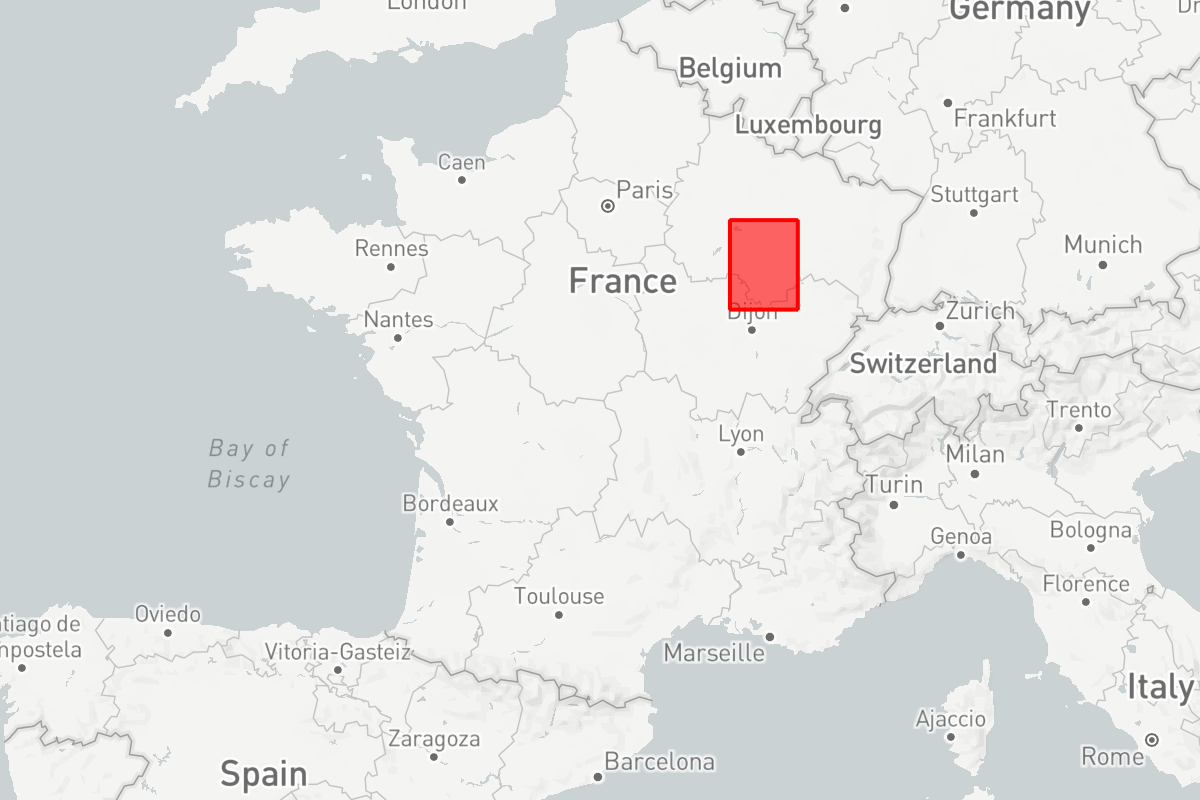 London
Germany
Dr
Belgium
Luxembourg
Frankfurt
Caen
Paris
Stuttgart
Rennes
Munich
France
Nantes
Dijon
Zurich
Switzerland
Trento
Bay of
Biscay
Lyon
Milan
Turin
Bordeaux
Genoa
Bologna
Toulouse
Florence
Oviedo
tiago de
mpostela
Vitoria-Gasteiz
Marseille
Italy
Ajaccio
Zaragoza
Rome
Barcelona
Spain